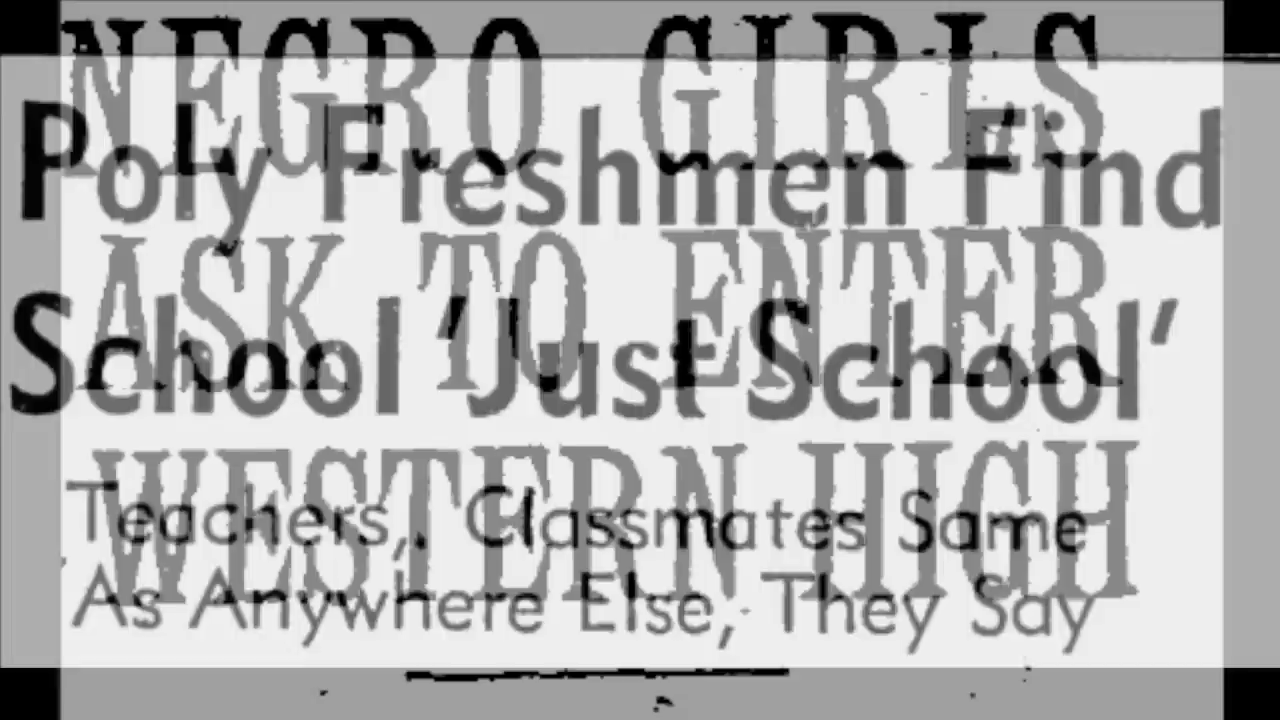 NEGRO GIRLS
Poly Freshmen Find
ASK TO ENTER
School 'Just School'
WESTERN HIGH
Teachers, Classmates Same
As Anywhere Else, They Say